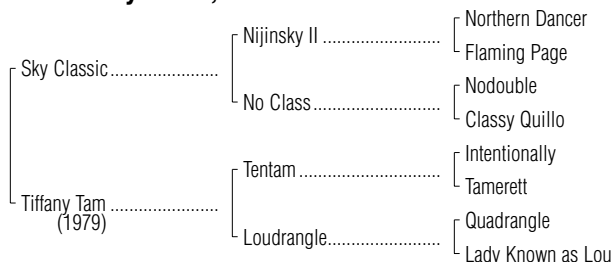 Northern Dancer
Nijinsky II
Flaming Page
Sky Classic
Nodouble
No Class
Classy Quillo
Intentionally
Tentam
Tamerett
Tiffany Tam
(1979)
Quadrangle
Loudrangle
Lady Known as Lou